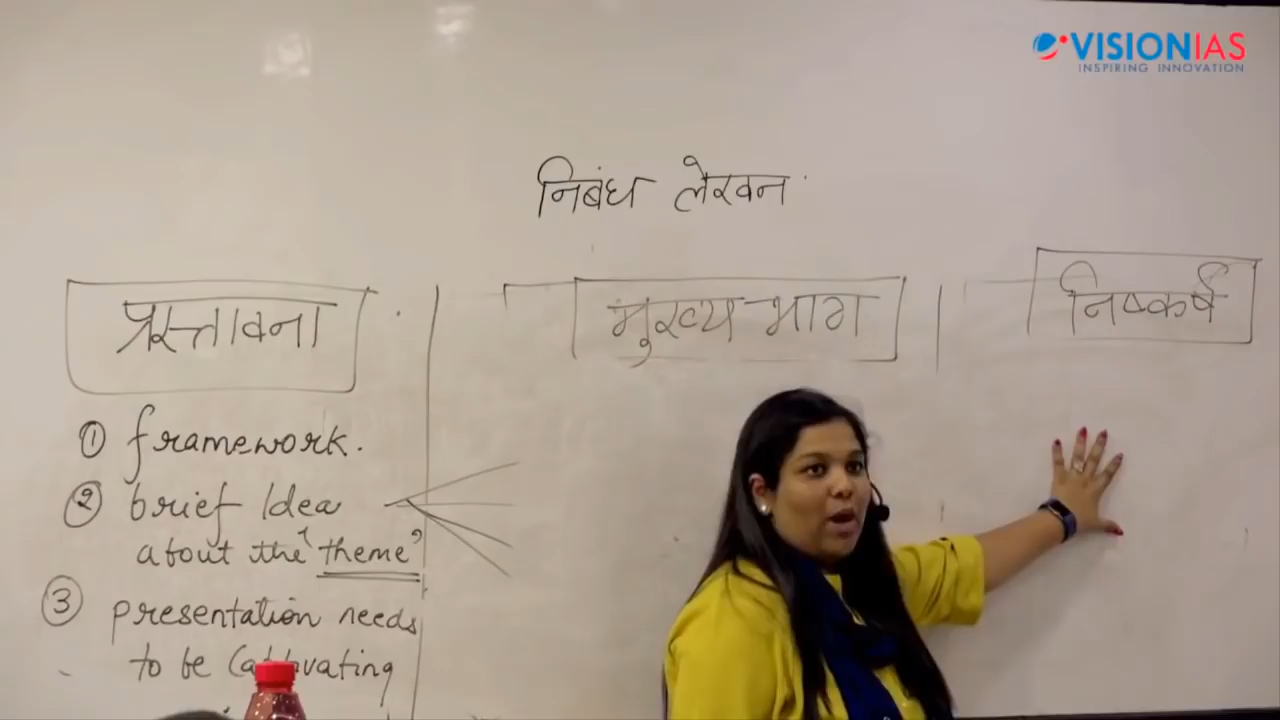 VISIONIAS
INSPIRING INNOVATION
निबंध लेखन
प्रस्तावना
मुख्य भाग
निष्कर्ष
① framework.
② brief Idea
about the 'theme'
③ presentation needs
to be